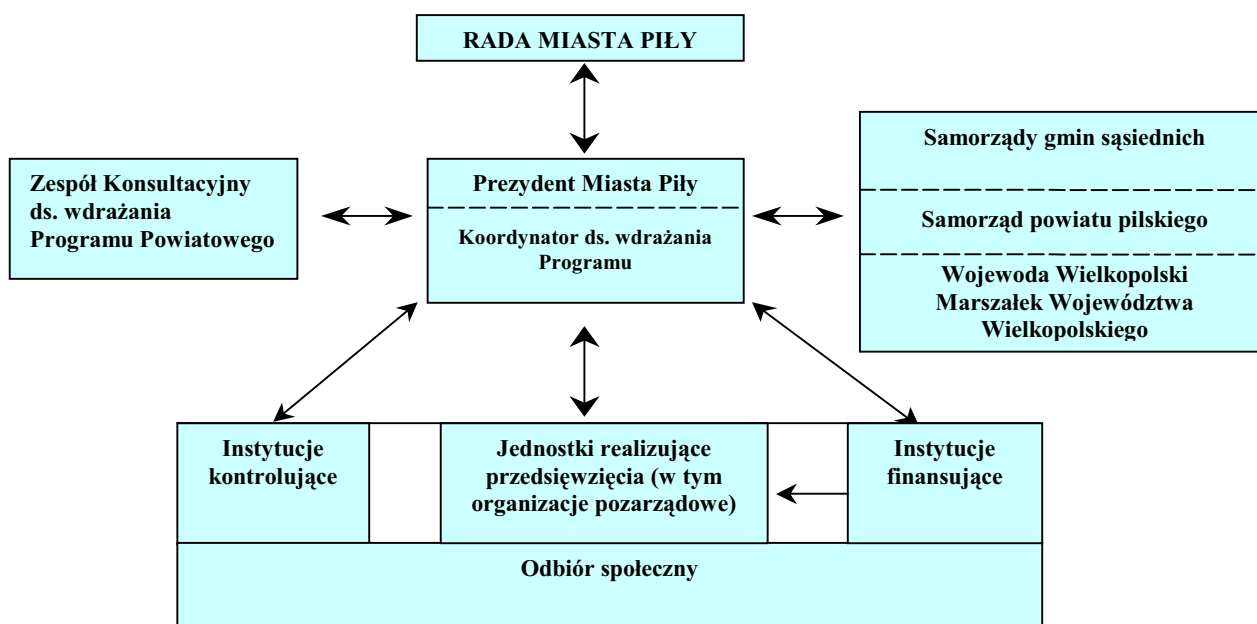 RADA MIASTA PIŁY
Zespół Konsultacyjny
ds. wdrażania
Programu Powiatowego
Prezydent Miasta Piły
Koordynator ds. wdrażania
Programu
Samorządy gmin sąsiednich
Samorząd powiatu pilskiego
Wojewoda Wielkopolski
Marszałek Województwa
Wielkopolskiego
Instytucje
kontrolujące
Jednostki realizujące
przedsięwzięcia (w tym
organizacje pozarządowe)
Instytucje
finansujące
Odbiór społeczny